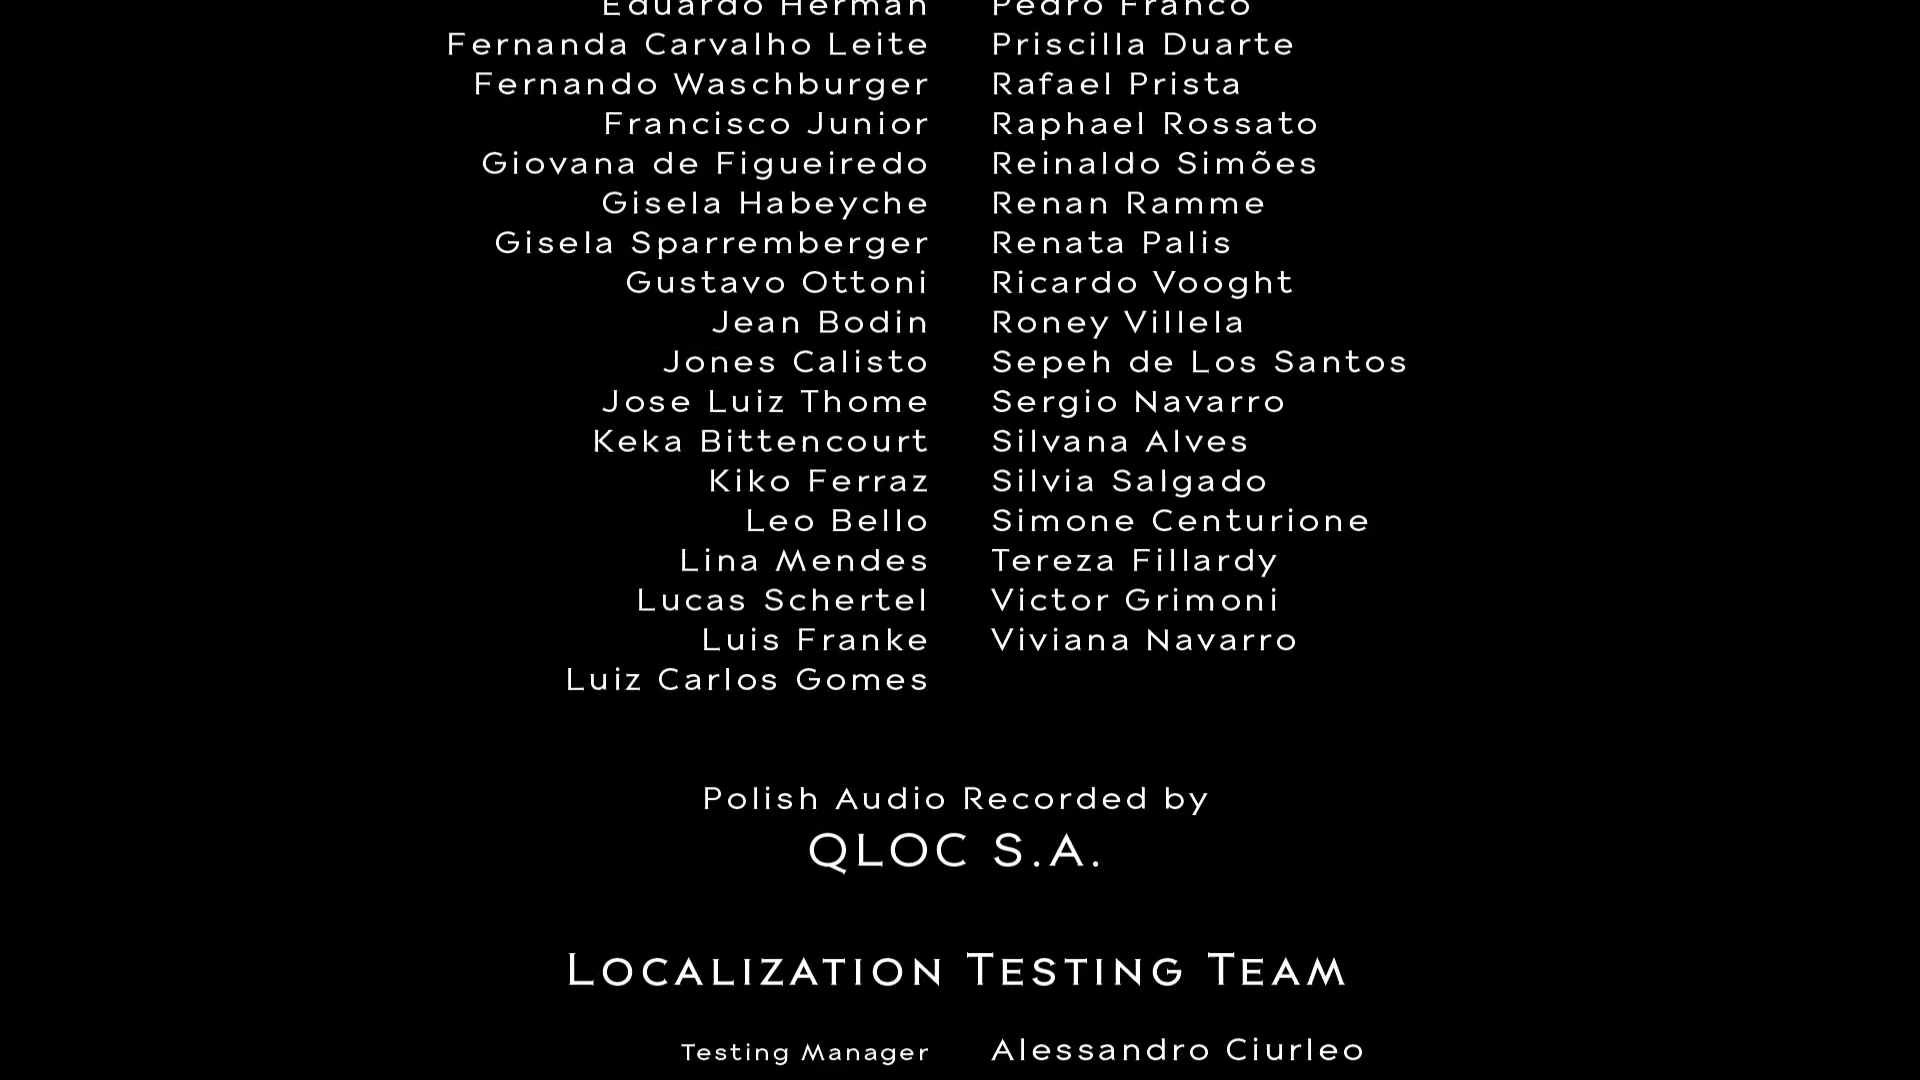 Eduardo Herman Pedro Franco
Fernanda Carvalho Leite Priscilla Duarte
Fernando Waschburger Rafael Prista
Francisco Junior Raphael Rossato
Giovana de Figueiredo Reinaldo Simões
Gisela Habeyche Renan Ramme
Gisela Sparremberger Renata Palis
Gustavo Ottoni Ricardo Vooght
Jean Bodin Roney Villela
Jones Calisto Sepeh de Los Santos
Jose Luiz Thome Sergio Navarro
Keka Bittencourt Silvana Alves
Kiko Ferraz Silvia Salgado
Leo Bello Simone Centurione
Lina Mendes Tereza Fillardy
Lucas Schertel Victor Grimoni
Luis Franke Viviana Navarro
Luiz Carlos Gomes
Polish Audio Recorded by
QLOC S.A.
Localization Testing Team
Testing Manager Alessandro Ciurleo